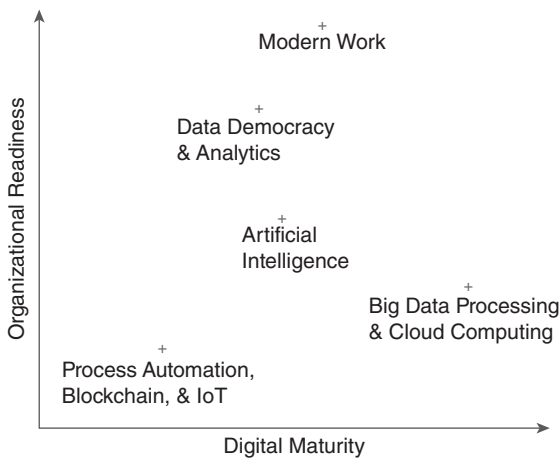 Modern Work
Data Democracy
& Analytics
Artificial
Intelligence
Big Data Processing
& Cloud Computing
Process Automation,
Blockchain, & IoT
Organizational Readiness
Digital Maturity